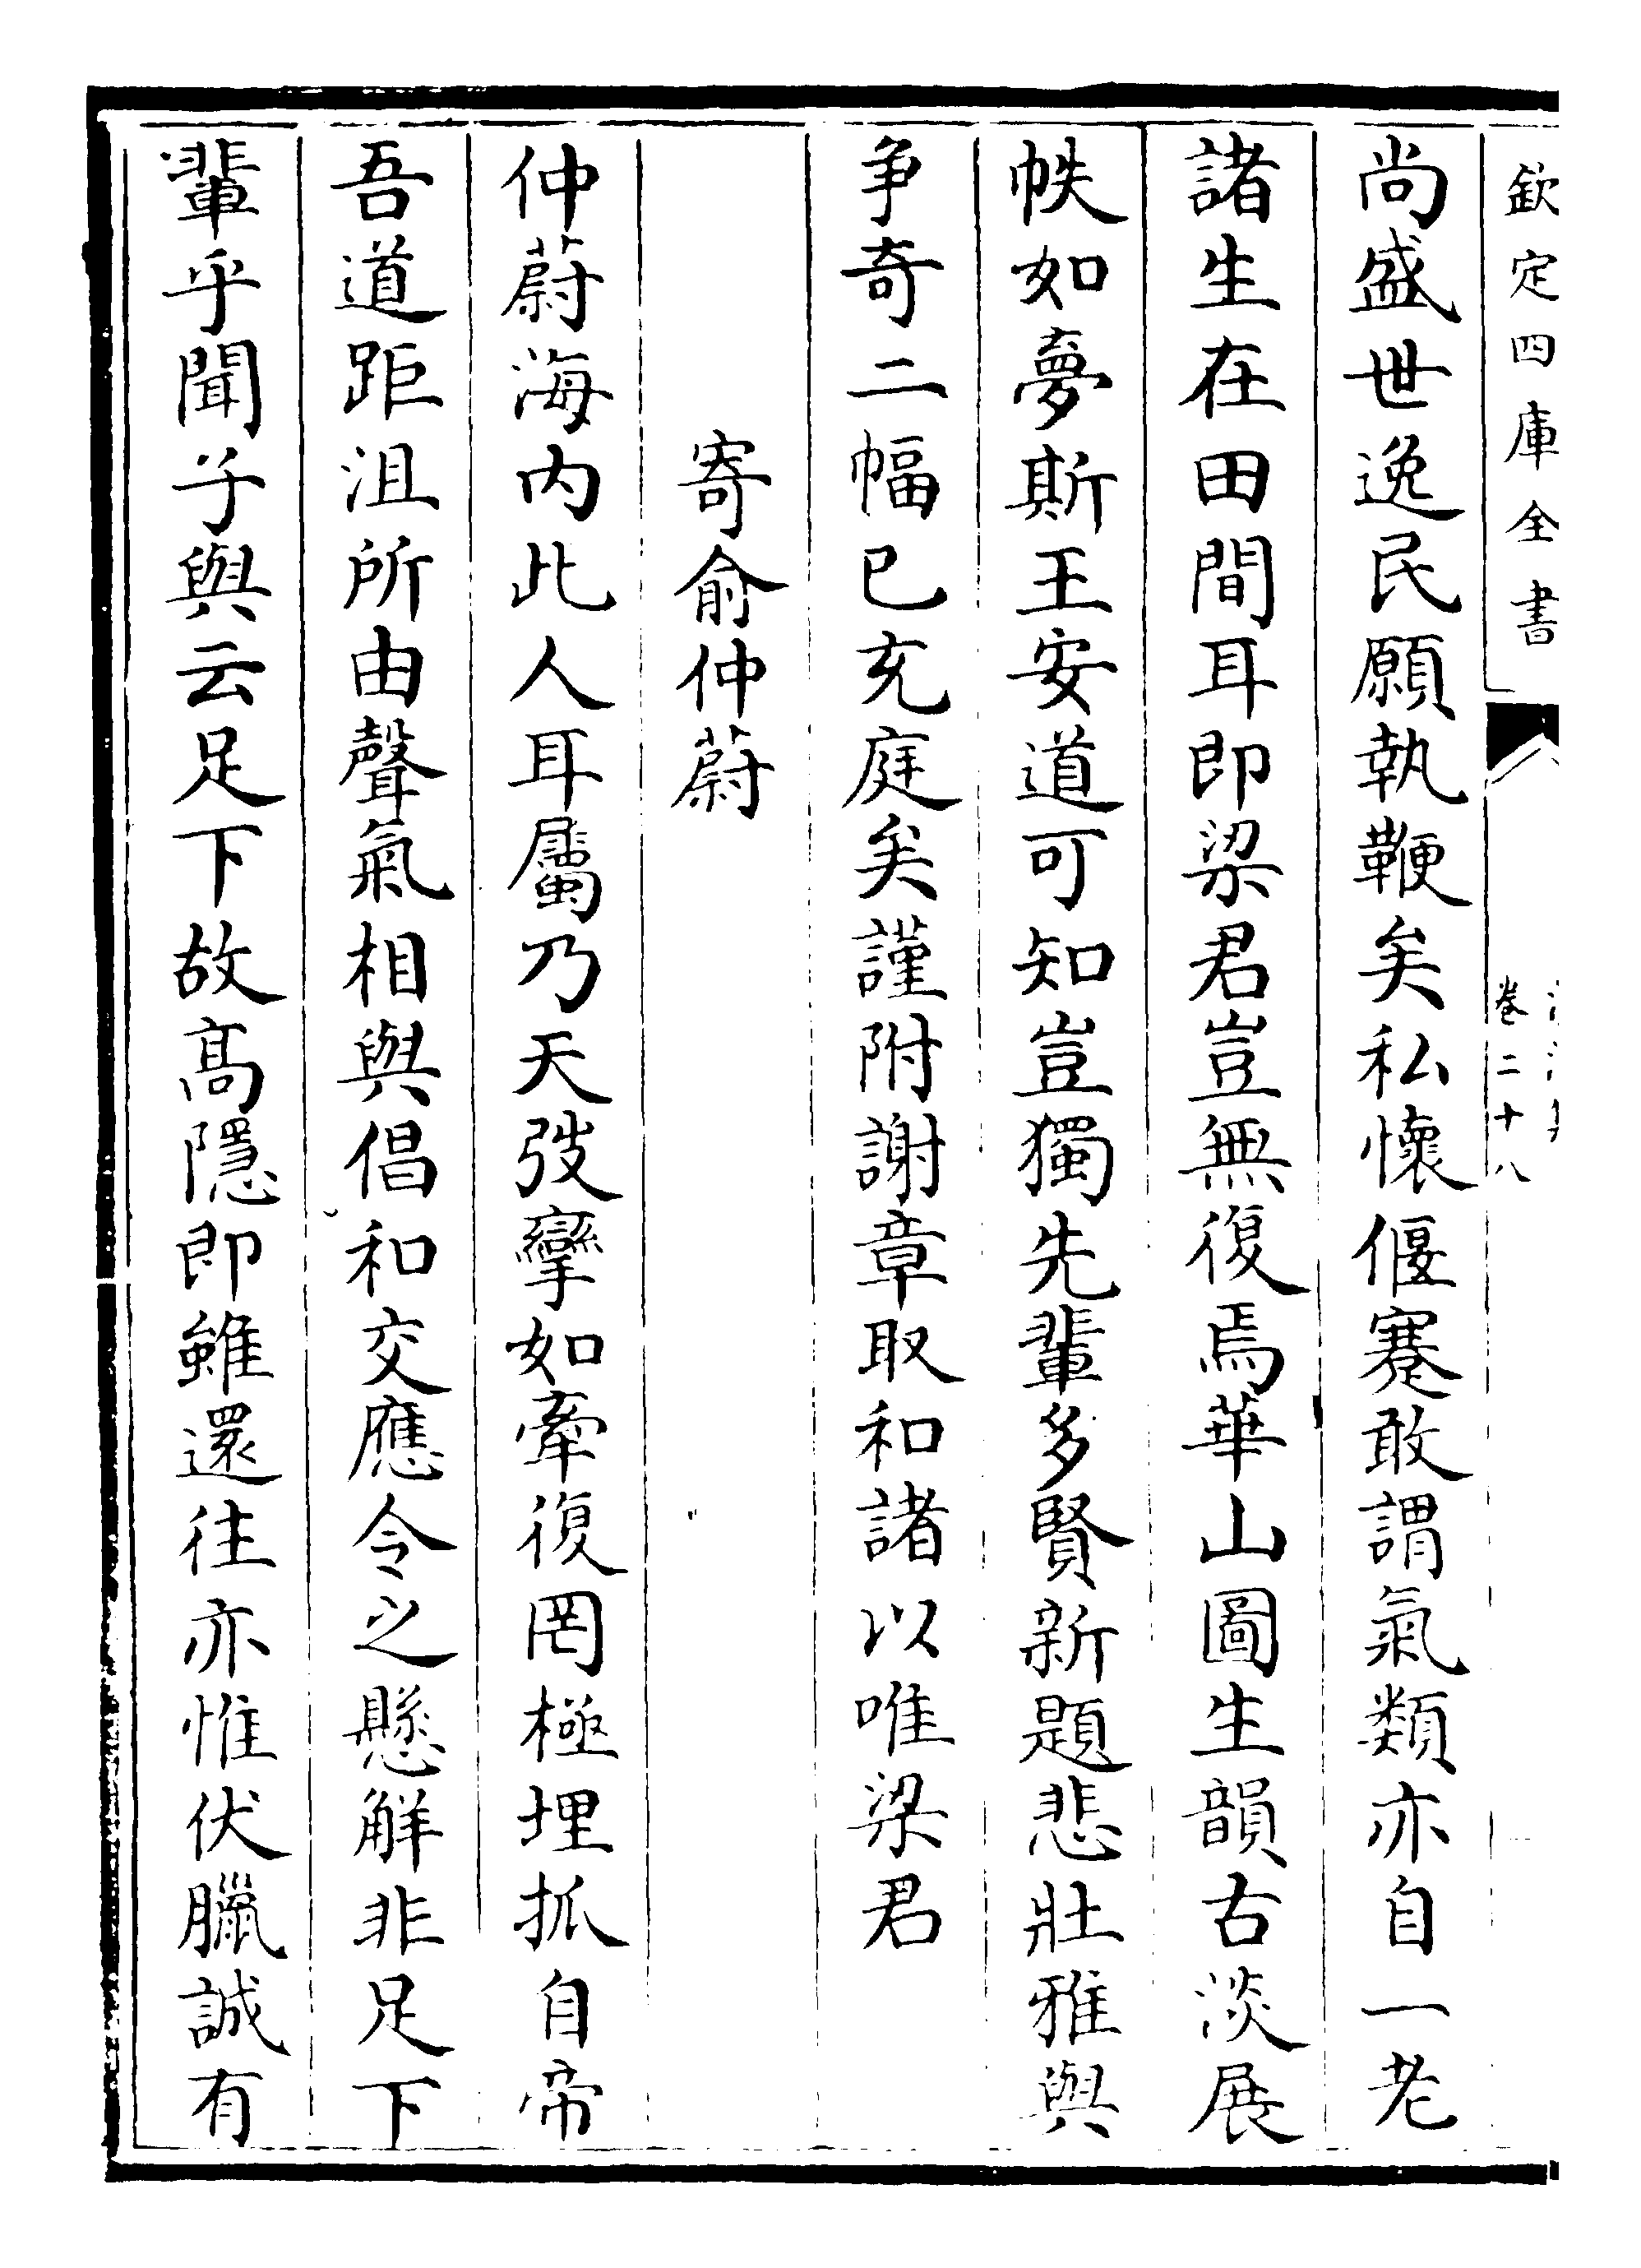 欽定四庫全書
卷二十八
尚盛世逸民願執鞭矣私懷偃蹇敢謂氣類亦自一老
諸生在田間耳即梁君豈無復焉華山圖生韻古淡展
帙如夢斯王安道可知豈獨先輩多賢新題悲壯雅與
争奇二幅已充庭矣謹附謝章取和諸以唯梁君
寄俞仲蔚
仲蔚海内此人耳屬乃天弢孿如牽復罔極埋抓自帝
吾道距沮所由聲氣相與倡和交應令之懸解非足下
輩乎聞子與云足下故髙隱即雖還往亦惟伏臘誠有